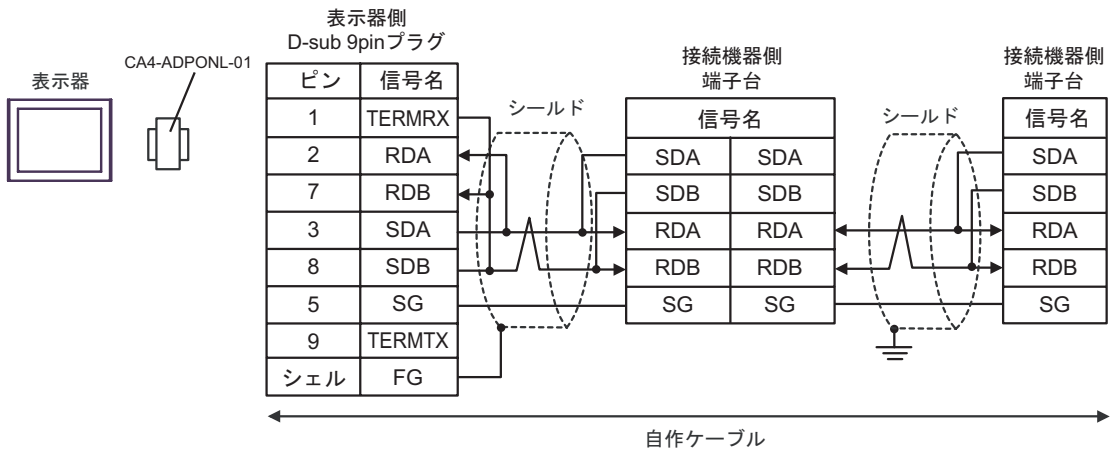 表示器
CA4-ADPONL-01
表示器側
D-sub 9pinプラグ
ピン 信号名
1 TERMRX
2 RDA
7 RDB
3 SDA
8 SDB
5 SG
9 TERMTX
シェル FG
シールド
接続機器側
端子台
信号名
SDA SDA
SDB SDB
RDA RDA
RDB RDB
SG SG
シールド
接続機器側
端子台
信号名
SDA
SDB
RDA
RDB
SG
自作ケーブル